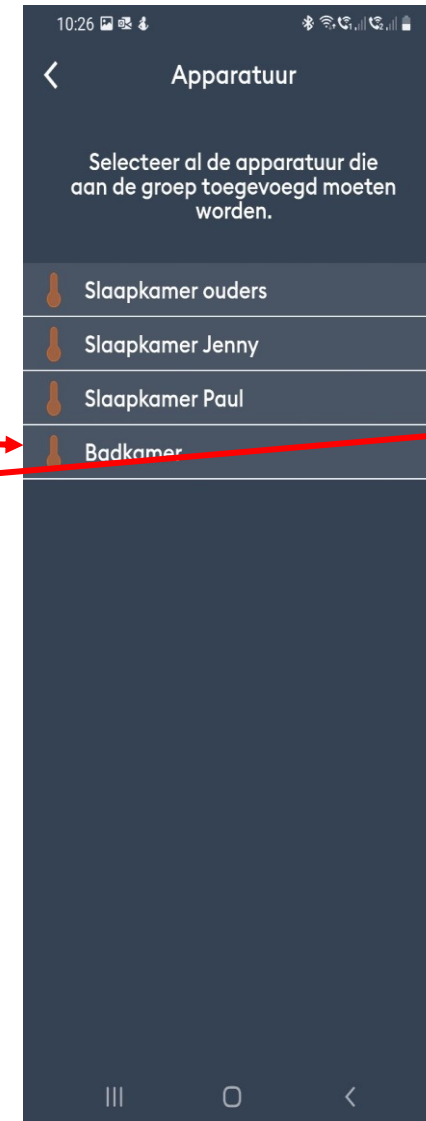 10:26
Apparatuur
Selecteer al de apparatuur die
aan de groep toegevoegd moeten
worden.
Slaapkamer ouders
Slaapkamer Jenny
Slaapkamer Paul
Badkamer